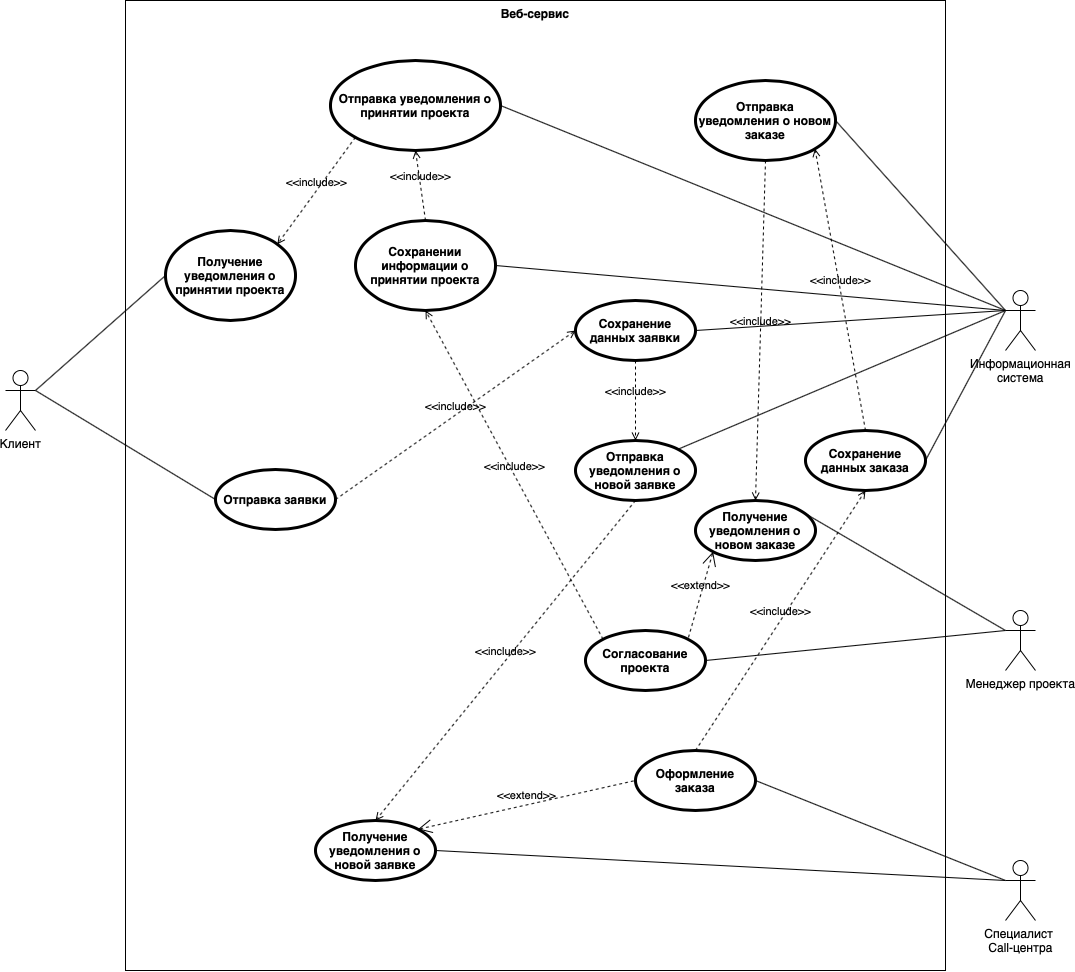 Веб-сервис
Отправка уведомления о
принятии проекта
Отправка
уведомления о новом
заказе
<<include>>
<<include>>
Получение
уведомления о
принятии проекта
Сохранении
информации о
принятии проекта
<<include>>
Сохранение
данных заявки
<<include>>
Информационная
система
Клиент
<<include>>
<<include>>
Отправка
уведомления о
новой заявке
Сохранение
данных заказа
<<include>>
Отправка заявки
Получение
уведомления о
новом заказе
<<extend>>
<<include>>
<<include>>
Согласование
проекта
Менеджер проекта
Оформление
заказа
<<extend>>
Получение
уведомления о
новой заявке
Специалист
Call-центра